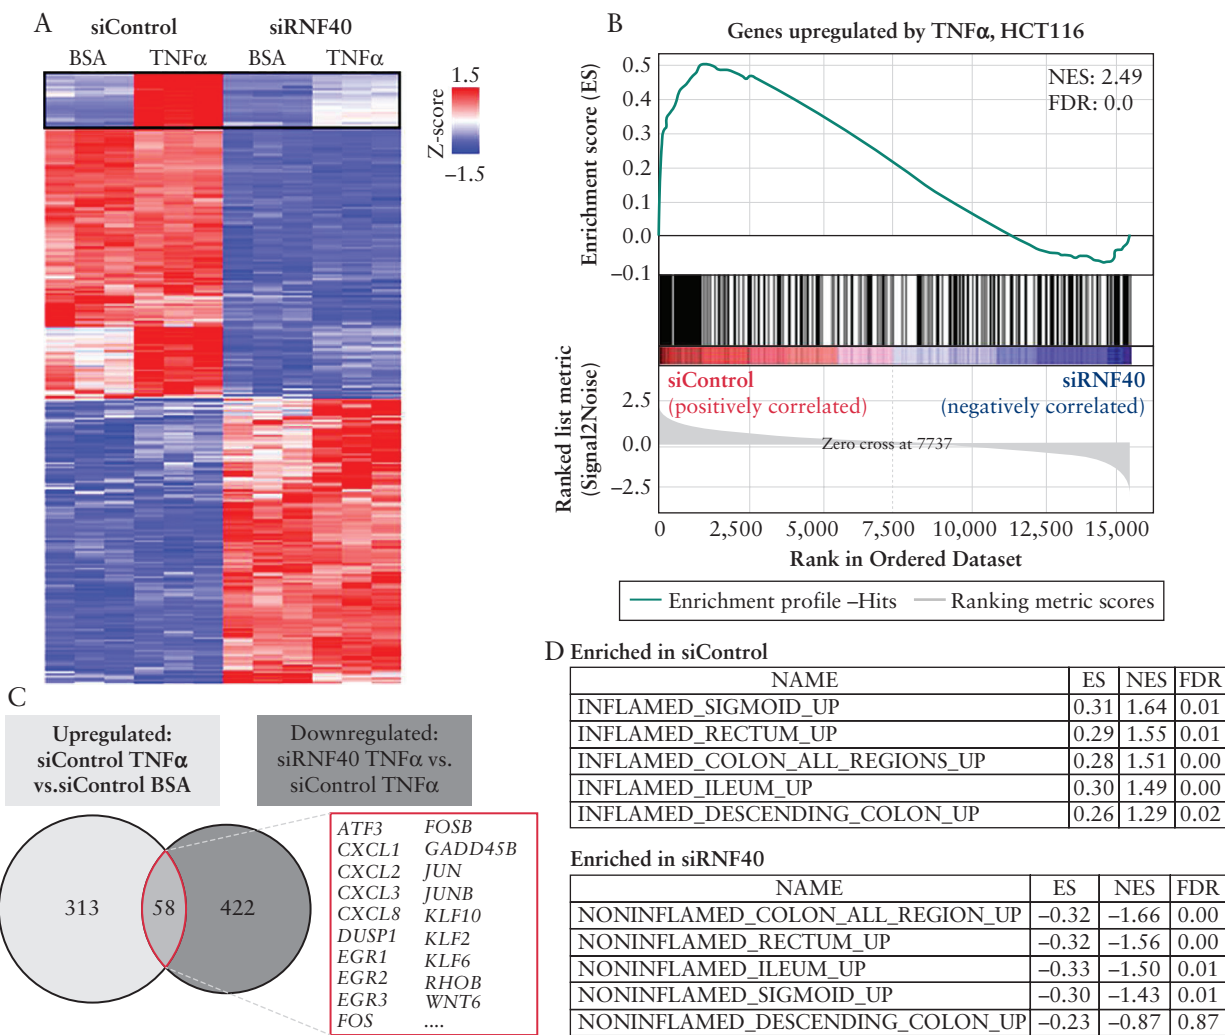 A
siControl siRNF40
BSA TNFα BSA TNFα
1.5
Z-score
−1.5
B
Genes upregulated by TNFα, HCT116
NES: 2.49
FDR: 0.0
Enrichment score (ES)
0.5
0.4
0.3
0.2
0.1
0.0
−0.1
siControl
(positively correlated)
siRNF40
(negatively correlated)
Ranked list metric
(Signal2Noise)
2.5
0.0
−2.5
Zero cross at 7737
0 2,500 5,000 7,500 10,000 12,500 15,000
Rank in Ordered Dataset
Enrichment profile –Hits Ranking metric scores
C
Upregulated:
siControl TNFα
vs.siControl BSA
Downregulated:
siRNF40 TNFα vs.
siControl TNFα
313 58 422
ATF3 FOSB
CXCL1 GADD45B
CXCL2 JUN
CXCL3 JUNB
CXCL8 KLF10
DUSP1 KLF2
EGR1 KLF6
EGR2 RHOB
EGR3 WNT6
FOS ....
D
Enriched in siControl
NAME ES NES FDR
INFLAMED_SIGMOID_UP 0.31 1.64 0.01
INFLAMED_RECTUM_UP 0.29 1.55 0.01
INFLAMED_COLON_ALL_REGIONS_UP 0.28 1.51 0.00
INFLAMED_ILEUM_UP 0.30 1.49 0.00
INFLAMED_DESCENDING_COLON_UP 0.26 1.29 0.02
Enriched in siRNF40
NAME ES NES FDR
NONINFLAMED_COLON_ALL_REGION_UP −0.32 −1.66 0.00
NONINFLAMED_RECTUM_UP −0.32 −1.56 0.00
NONINFLAMED_ILEUM_UP −0.33 −1.50 0.01
NONINFLAMED_SIGMOID_UP −0.30 −1.43 0.01
NONINFLAMED_DESCENDING_COLON_UP −0.23 −0.87 0.87